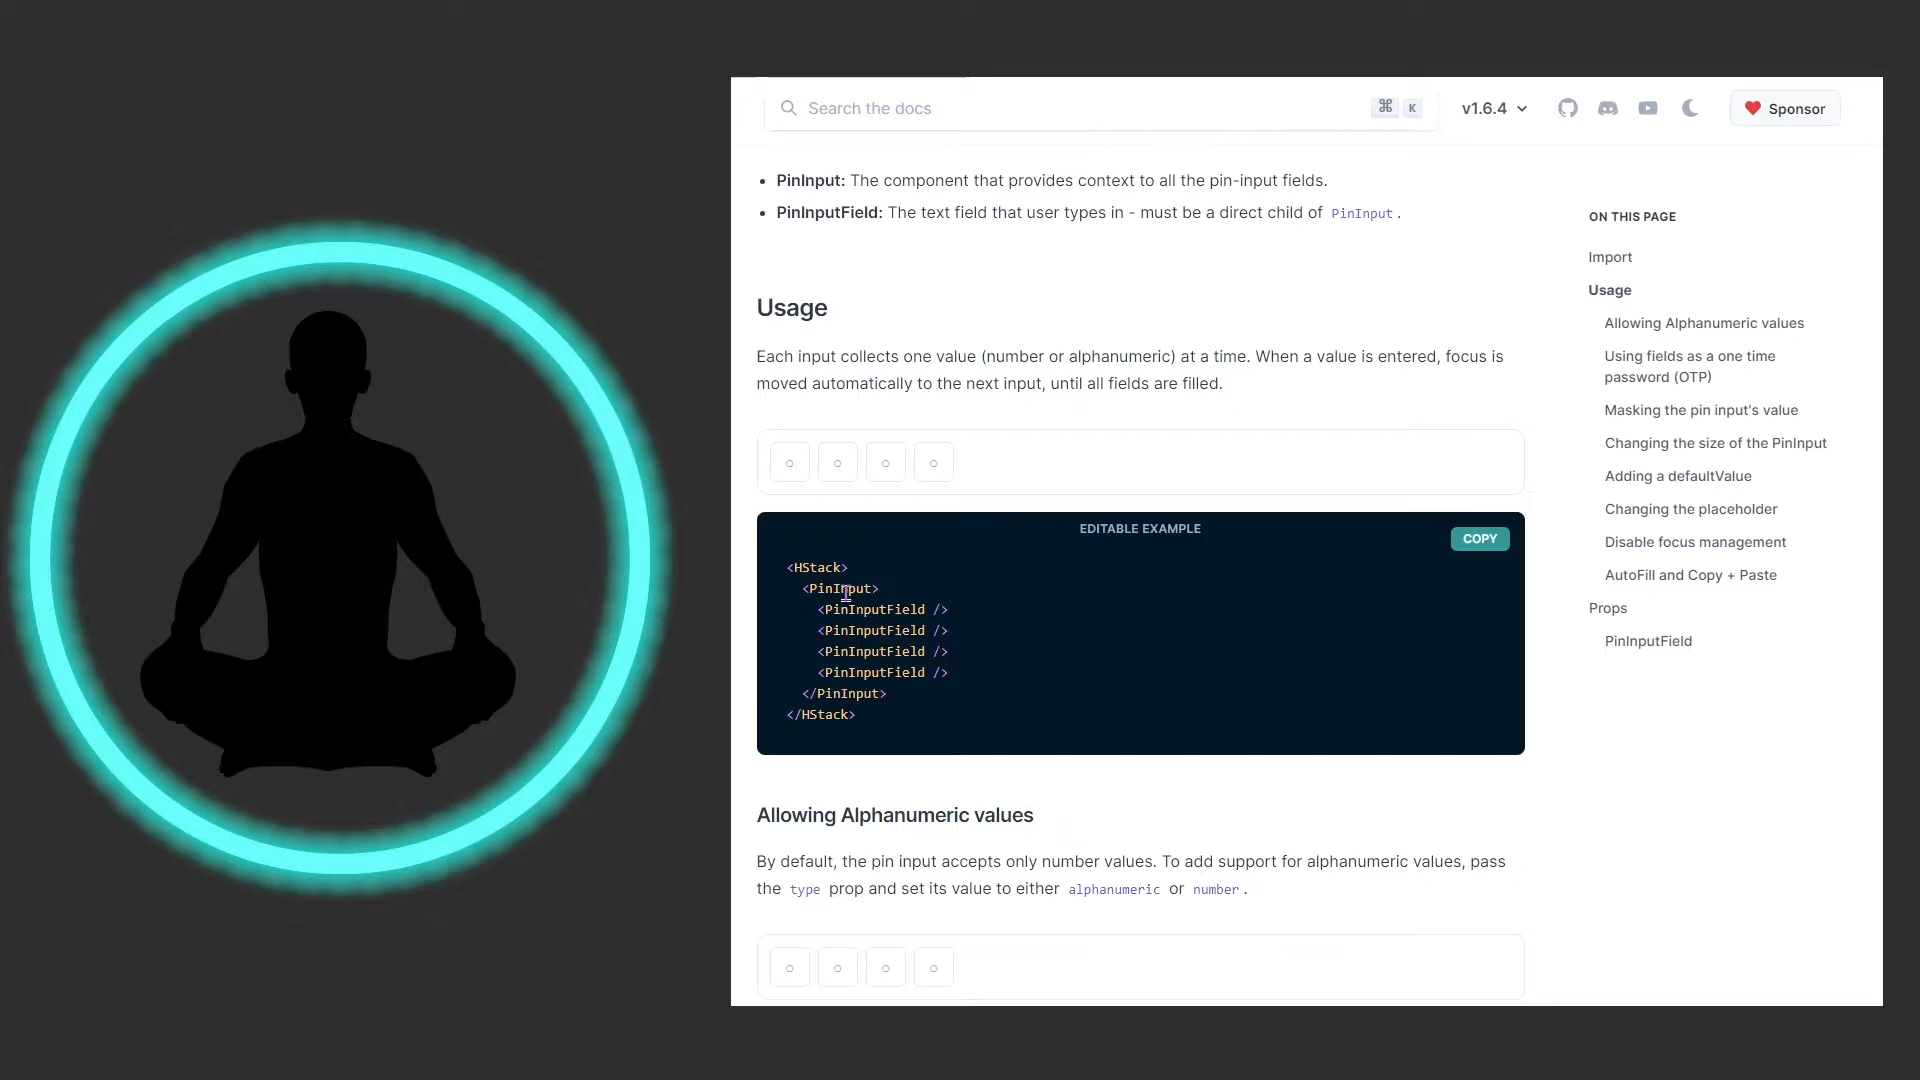 Search the docs
⌘ K
v1.6.4
Sponsor
• PinInput: The component that provides context to all the pin-input fields.
• PinInputField: The text field that user types in - must be a direct child of PinInput.
Usage
Each input collects one value (number or alphanumeric) at a time. When a value is entered, focus is
moved automatically to the next input, until all fields are filled.
○ ○ ○ ○
EDITABLE EXAMPLE
COPY
<HStack>
  <PinInput>
    <PinInputField />
    <PinInputField />
    <PinInputField />
    <PinInputField />
  </PinInput>
</HStack>
Allowing Alphanumeric values
By default, the pin input accepts only number values. To add support for alphanumeric values, pass
the type prop and set its value to either alphanumeric or number.
○ ○ ○ ○
ON THIS PAGE
Import
Usage
Allowing Alphanumeric values
Using fields as a one time
password (OTP)
Masking the pin input's value
Changing the size of the PinInput
Adding a defaultValue
Changing the placeholder
Disable focus management
AutoFill and Copy + Paste
Props
PinInputField